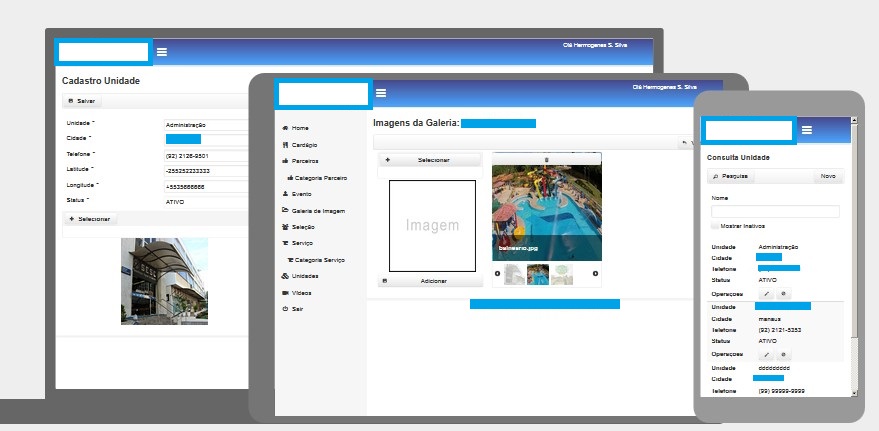 Olá Hermogenes S. Silva
Cadastro Unidade
Salvar
Unidade * Administração
Cidade *
Telefone * (92) 2126-9501
Latitude * -255252233333
Longitude * +5535666666
Status * ATIVO
+ Selecionar
Olá Hermogenes S. Silva
Home
Cardápio
Parceiros
Categoria Parceiro
Evento
Galeria de Imagem
Seleção
Serviço
Categoria Serviço
Unidades
Vídeos
Sair
Imagens da Galeria:
+ Selecionar
Imagem
Adicionar
balneario.jpg
Consulta Unidade
Pesquisa Novo
Nome
Mostrar Inativos
Unidade Administração
Cidade
Telefone
Status ATIVO
Operações
Unidade
Cidade manaus
Telefone (92) 2121-5353
Status ATIVO
Operações
Unidade ddddddddd
Cidade
Telefone (99) 99999-9999